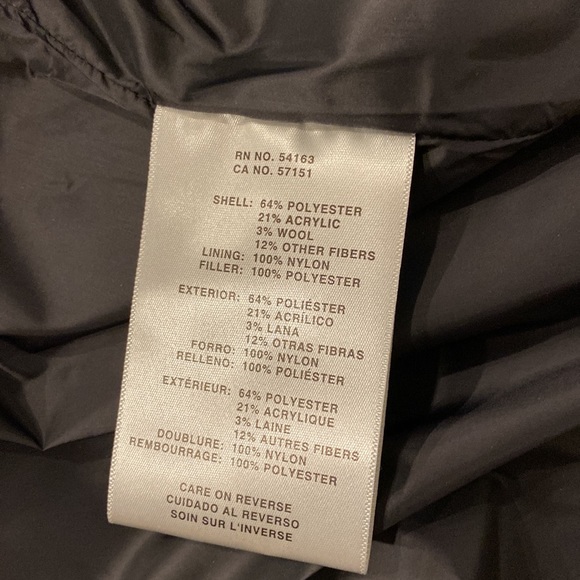 RN NO. 54163
CA NO. 57151
SHELL: 64% POLYESTER
21% ACRYLIC
3% WOOL
12% OTHER FIBERS
LINING: 100% NYLON
FILLER: 100% POLYESTER
EXTERIOR: 64% POLIÉSTER
21% ACRÍLICO
3% LANA
12% OTRAS FIBRAS
FORRO: 100% NYLON
RELLENO: 100% POLIÉSTER
EXTÉRIEUR: 64% POLYESTER
21% ACRYLIQUE
3% LAINE
12% AUTRES FIBERS
DOUBLURE: 100% NYLON
REMBOURRAGE: 100% POLYESTER
CARE ON REVERSE
CUIDADO AL REVERSO
SOIN SUR L'INVERSE